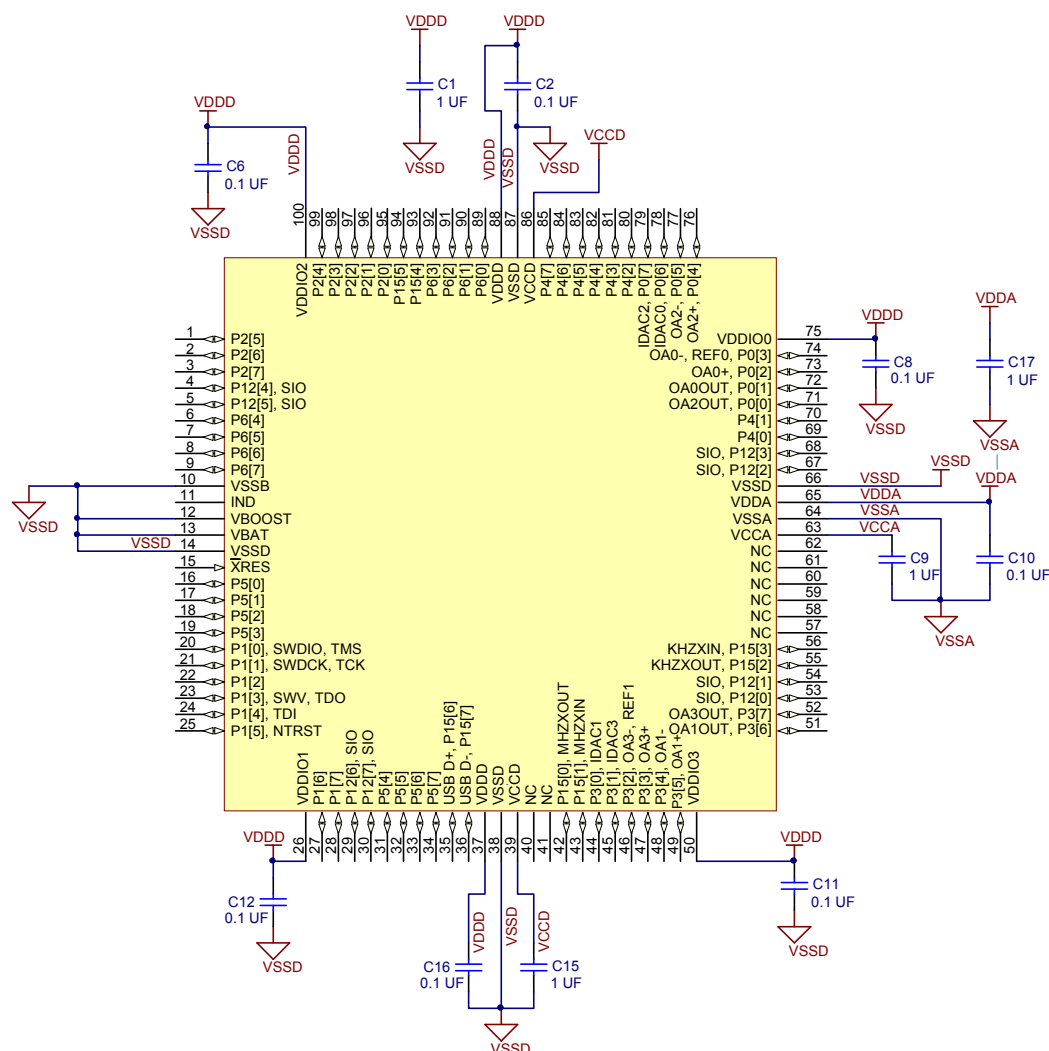 VDDD
C1
1 UF
VSSD
VDDD
C2
0.1 UF
VSSD
VDDD
C6
0.1 UF
VSSD
VDDD
VDDD
VSSD
VCCD
100
99
98
97
96
95
94
93
92
91
90
89
88
87
86
85
84
83
82
81
80
79
78
77
76
VDDIO2
P2[4]
P2[3]
P2[2]
P2[1]
P2[0]
P15[5]
P15[4]
P6[3]
P6[2]
P6[1]
P6[0]
VDDD
VSSD
VCCD
P4[7]
P4[6]
P4[5]
P4[4]
P4[3]
P4[2]
IDAC2, P0[7]
IDAC0, P0[6]
OA2-, P0[5]
OA2+, P0[4]
1 P2[5]
2 P2[6]
3 P2[7]
4 P12[4], SIO
5 P12[5], SIO
6 P6[4]
7 P6[5]
8 P6[6]
9 P6[7]
10 VSSB
11 IND
12 VBOOST
13 VBAT
VSSD 14 VSSD
15 XRES
16 P5[0]
17 P5[1]
18 P5[2]
19 P5[3]
20 P1[0], SWDIO, TMS
21 P1[1], SWDCK, TCK
22 P1[2]
23 P1[3], SWV, TDO
24 P1[4], TDI
25 P1[5], NTRST
VSSD
VDDIO0 75
OA0-, REF0, P0[3] 74
OA0+, P0[2] 73
OA0OUT, P0[1] 72
OA2OUT, P0[0] 71
P4[1] 70
P4[0] 69
SIO, P12[3] 68
SIO, P12[2] 67
VSSD 66 VSSD
VDDA 65 VDDA
VSSA 64 VSSA
VCCA 63 VCCA
NC 62
NC 61
NC 60
NC 59
NC 58
NC 57
KHZXIN, P15[3] 56
KHZXOUT, P15[2] 55
SIO, P12[1] 54
SIO, P12[0] 53
OA3OUT, P3[7] 52
OA1OUT, P3[6] 51
VDDD
C8
0.1 UF
VSSD
VDDA
C17
1 UF
VSSA
VSSD
VDDA
C9
1 UF
C10
0.1 UF
VSSA
VDDIO1
P1[6]
P1[7]
P12[6], SIO
P12[7], SIO
P5[4]
P5[5]
P5[6]
P5[7]
USB D+, P15[6]
USB D-, P15[7]
VDDD
VSSD
VCCD
NC
NC
P15[0], MHZXOUT
P15[1], MHZXIN
P3[0], IDAC1
P3[1], IDAC3
P3[2], OA3-, REF1
P3[3], OA3+
P3[4], OA1-
P3[5], OA1+
VDDIO3
26
27
28
29
30
31
32
33
34
35
36
37
38
39
40
41
42
43
44
45
46
47
48
49
50
VDDD
C12
0.1 UF
VSSD
VDDD
VSSD
VCCD
C16
0.1 UF
C15
1 UF
VSSD
VDDD
C11
0.1 UF
VSSD